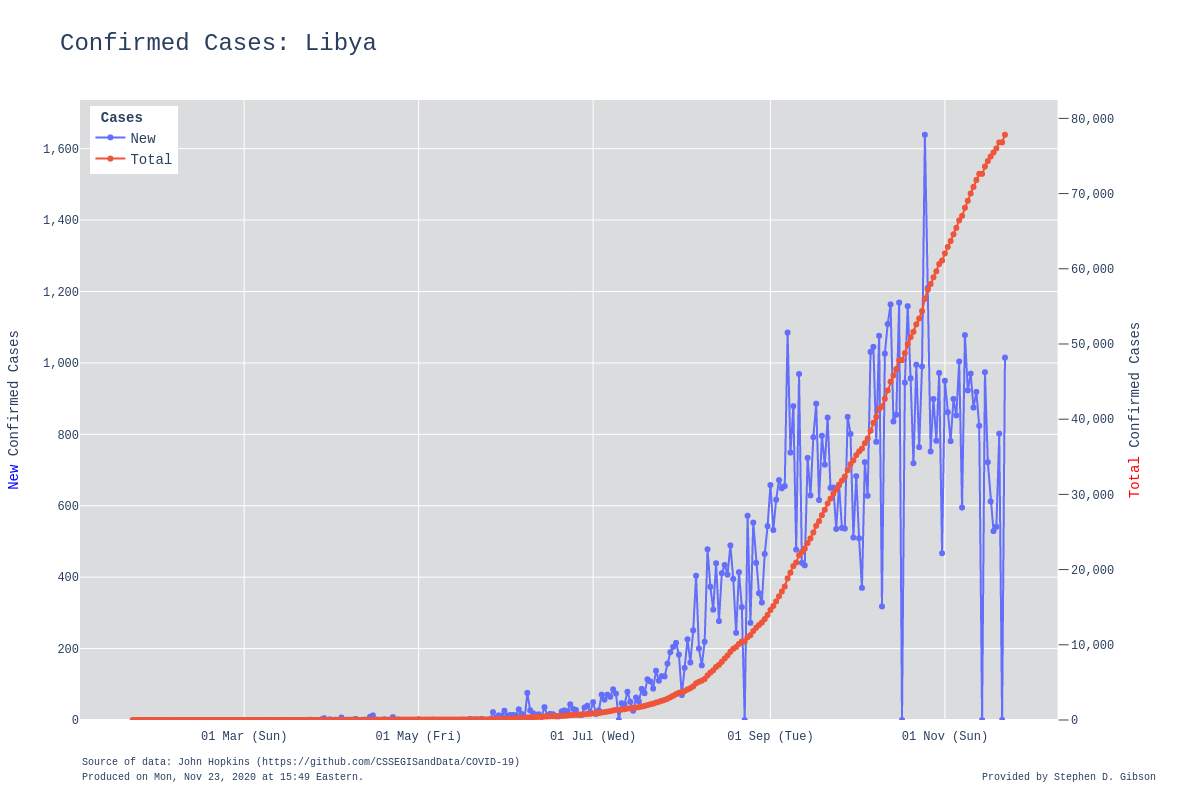 Confirmed Cases: Libya
Cases
New
Total
1,600
1,400
1,200
1,000
800
600
400
200
0
80,000
70,000
60,000
50,000
40,000
30,000
20,000
10,000
0
New Confirmed Cases
Total Confirmed Cases
01 Mar (Sun)
01 May (Fri)
01 Jul (Wed)
01 Sep (Tue)
01 Nov (Sun)
Source of data: John Hopkins (https://github.com/CSSEGISandData/COVID-19)
Produced on Mon, Nov 23, 2020 at 15:49 Eastern.
Provided by Stephen D. Gibson